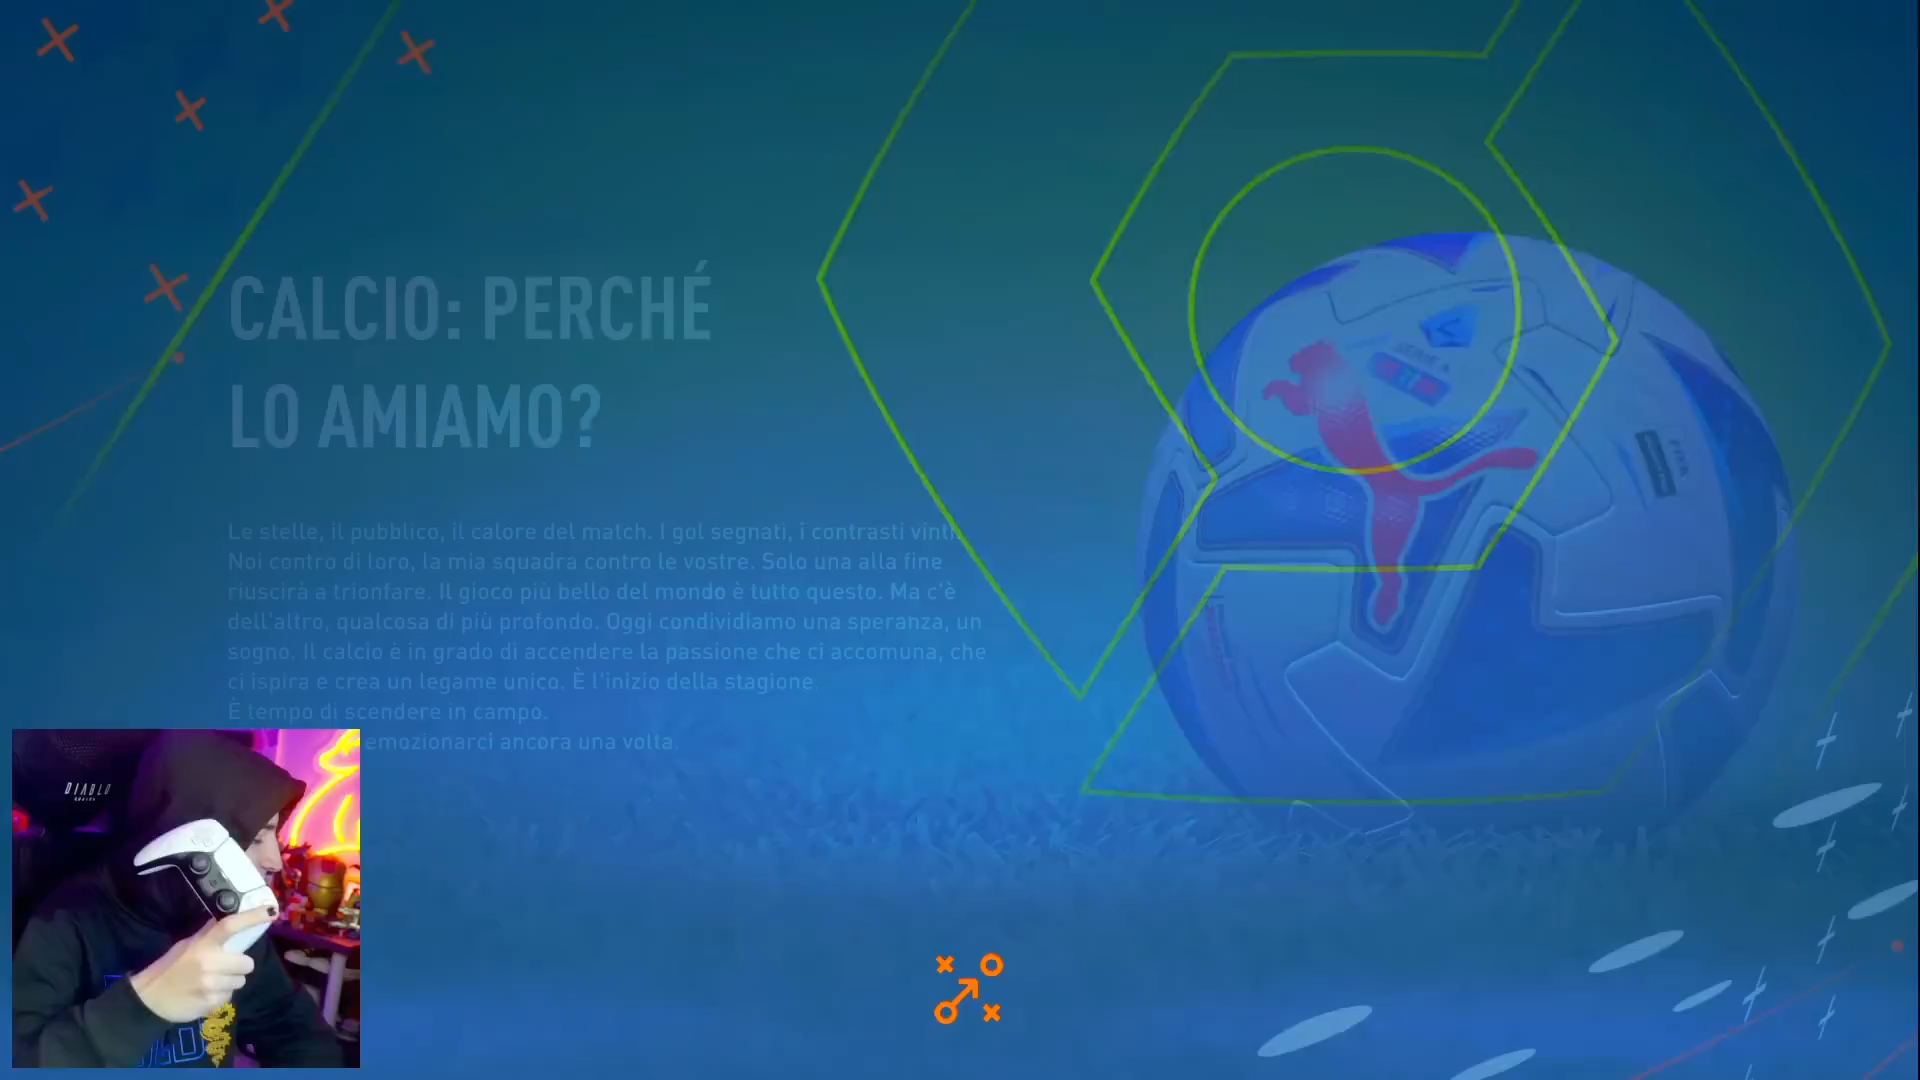 CALCIO: PERCHÉ
LO AMIAMO?
Le stelle, il pubblico, il calore del match. I gol segnati, i contrasti vinti.
Noi contro di loro, la mia squadra contro le vostre. Solo una alla fine
riuscirà a trionfare. Il gioco più bello del mondo è tutto questo. Ma c'è
dell'altro, qualcosa di più profondo. Oggi condividiamo una speranza, un
sogno. Il calcio è in grado di accendere la passione che ci accomuna, che
ci ispira e crea un legame unico. È l'inizio della stagione.
È tempo di scendere in campo.
emozionarci ancora una volta.
DIABLO